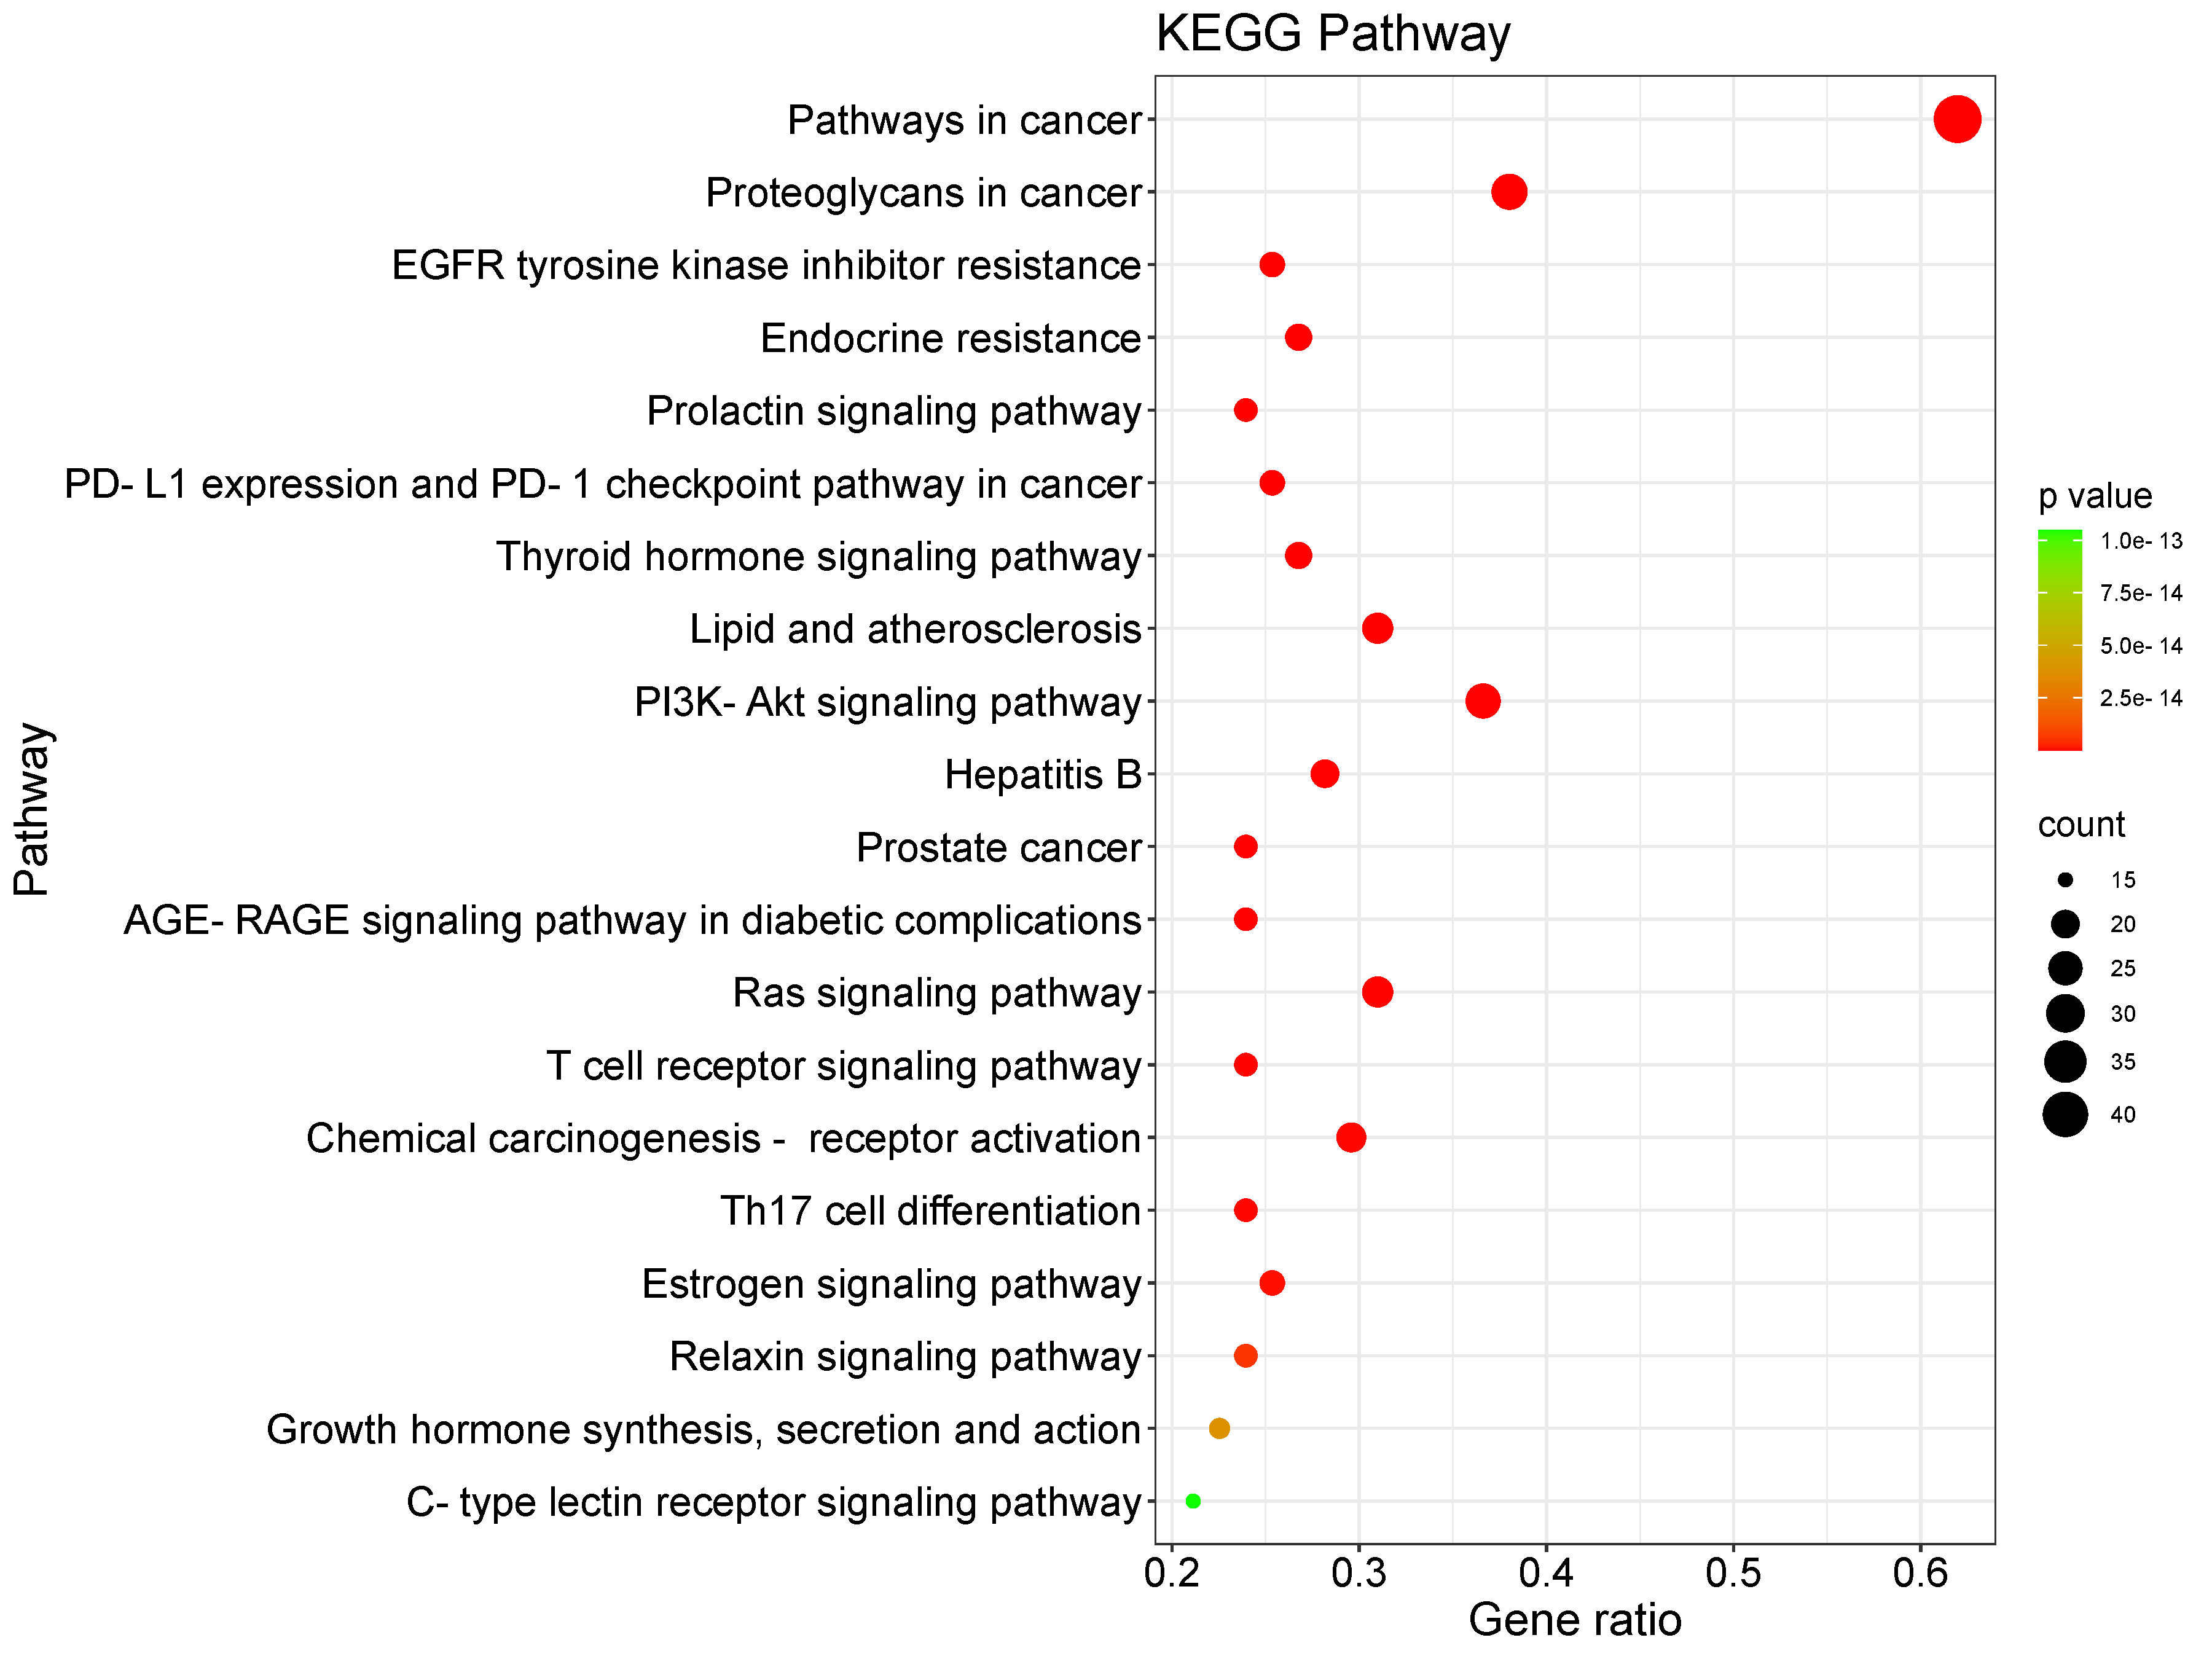 KEGG Pathway
Pathways in cancer
Proteoglycans in cancer
EGFR tyrosine kinase inhibitor resistance
Endocrine resistance
Prolactin signaling pathway
PD- L1 expression and PD- 1 checkpoint pathway in cancer
Thyroid hormone signaling pathway
Lipid and atherosclerosis
PI3K- Akt signaling pathway
Hepatitis B
Prostate cancer
AGE- RAGE signaling pathway in diabetic complications
Ras signaling pathway
T cell receptor signaling pathway
Chemical carcinogenesis -  receptor activation
Th17 cell differentiation
Estrogen signaling pathway
Relaxin signaling pathway
Growth hormone synthesis, secretion and action
C- type lectin receptor signaling pathway
Pathway
0.2 0.3 0.4 0.5 0.6
Gene ratio
p value
1.0e- 13
7.5e- 14
5.0e- 14
2.5e- 14
count
15
20
25
30
35
40